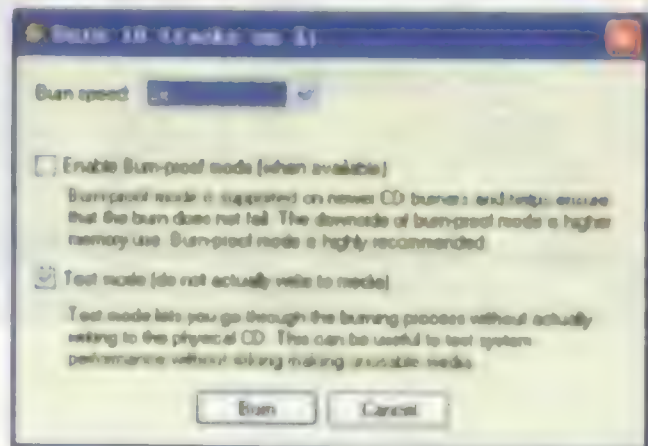 Burn 10 tracks on
Burn speed
Enable Burn-proof mode (when available)
Burn-proof mode is supported on newer CD burners and helps ensure
that the burn does not fail. The downside of burn-proof mode is higher
memory use. Burn-proof mode is highly recommended.
Test mode (do not actually write to media)
Test mode lets you go through the burning process without actually
writing to the physical CD. This can be useful to test system
performance without risking making unusable media.
Burn
Cancel